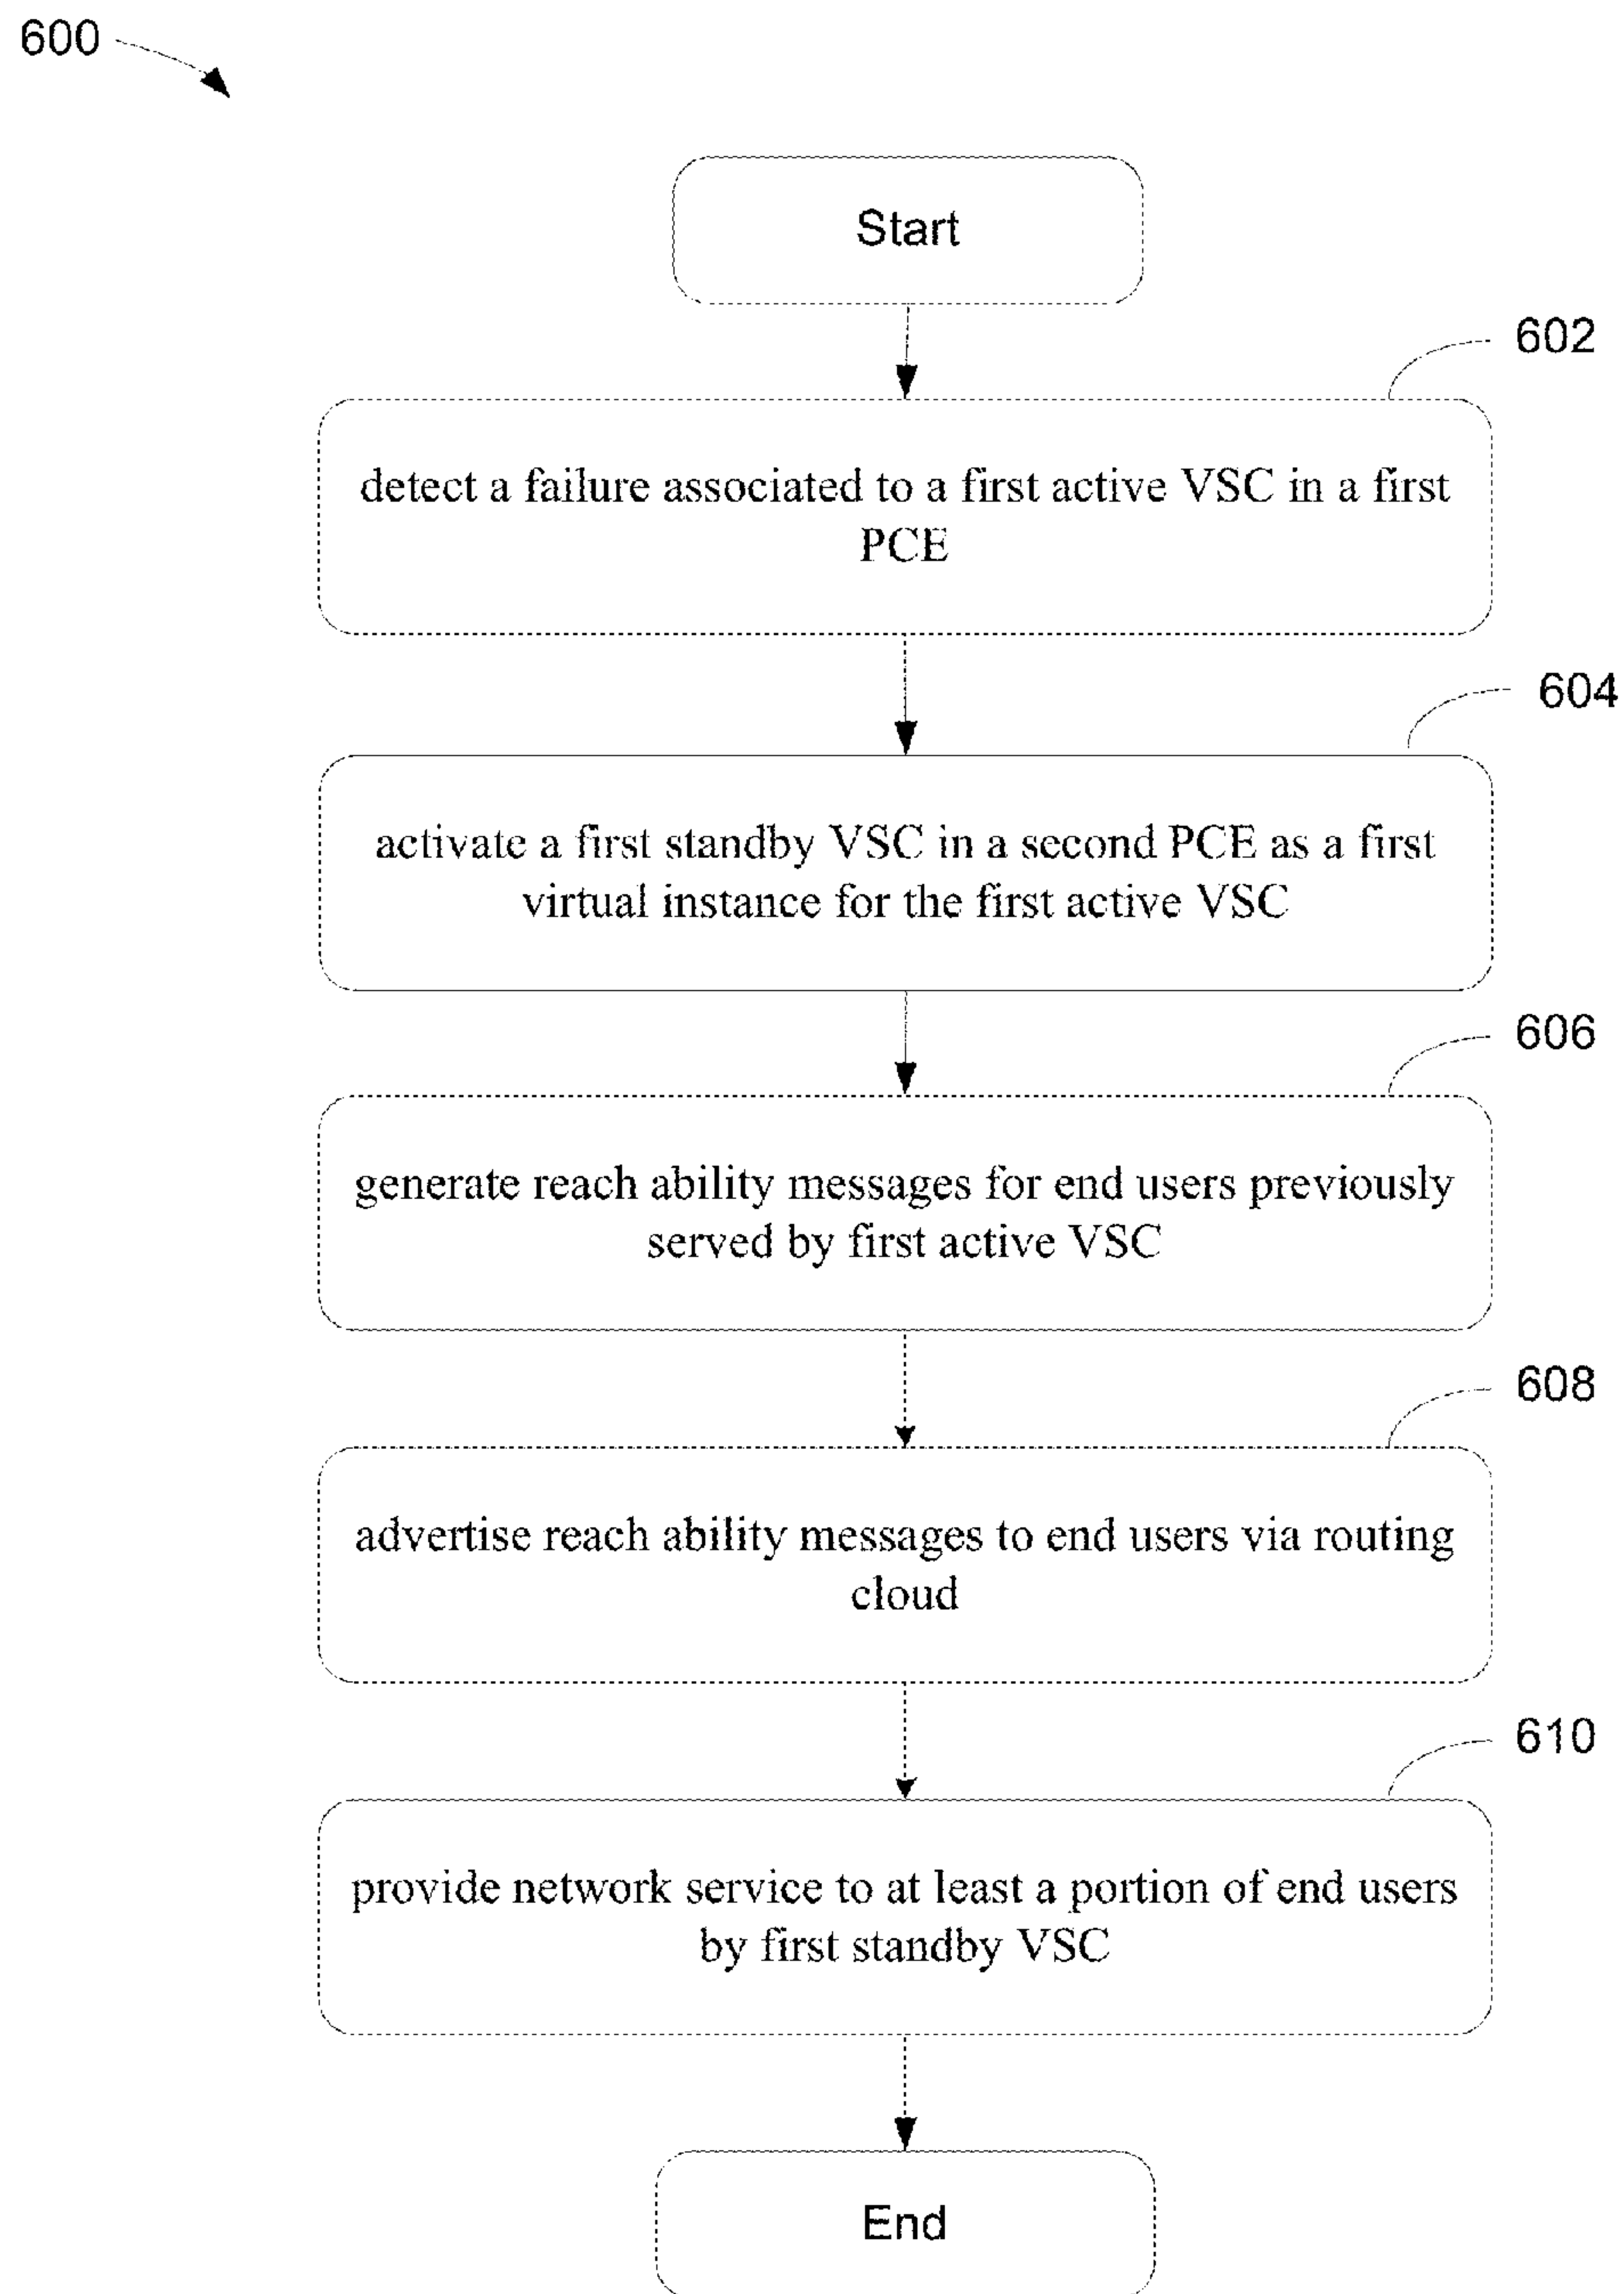 600
Start
602
detect a failure associated to a first active VSC in a first
PCE
604
activate a first standby VSC in a second PCE as a first
virtual instance for the first active VSC
606
generate reach ability messages for end users previously
served by first active VSC
608
advertise reach ability messages to end users via routing
cloud
610
provide network service to at least a portion of end users
by first standby VSC
End